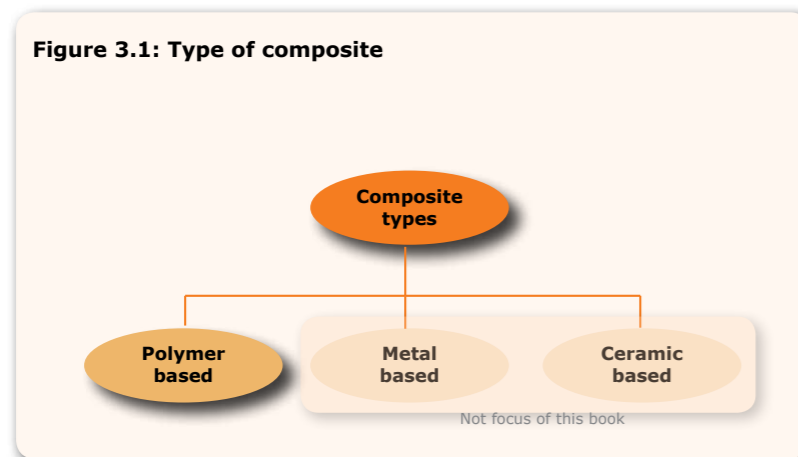 Figure 3.1: Type of composite
Composite
types
Polymer
based
Metal
based
Ceramic
based
Not focus of this book